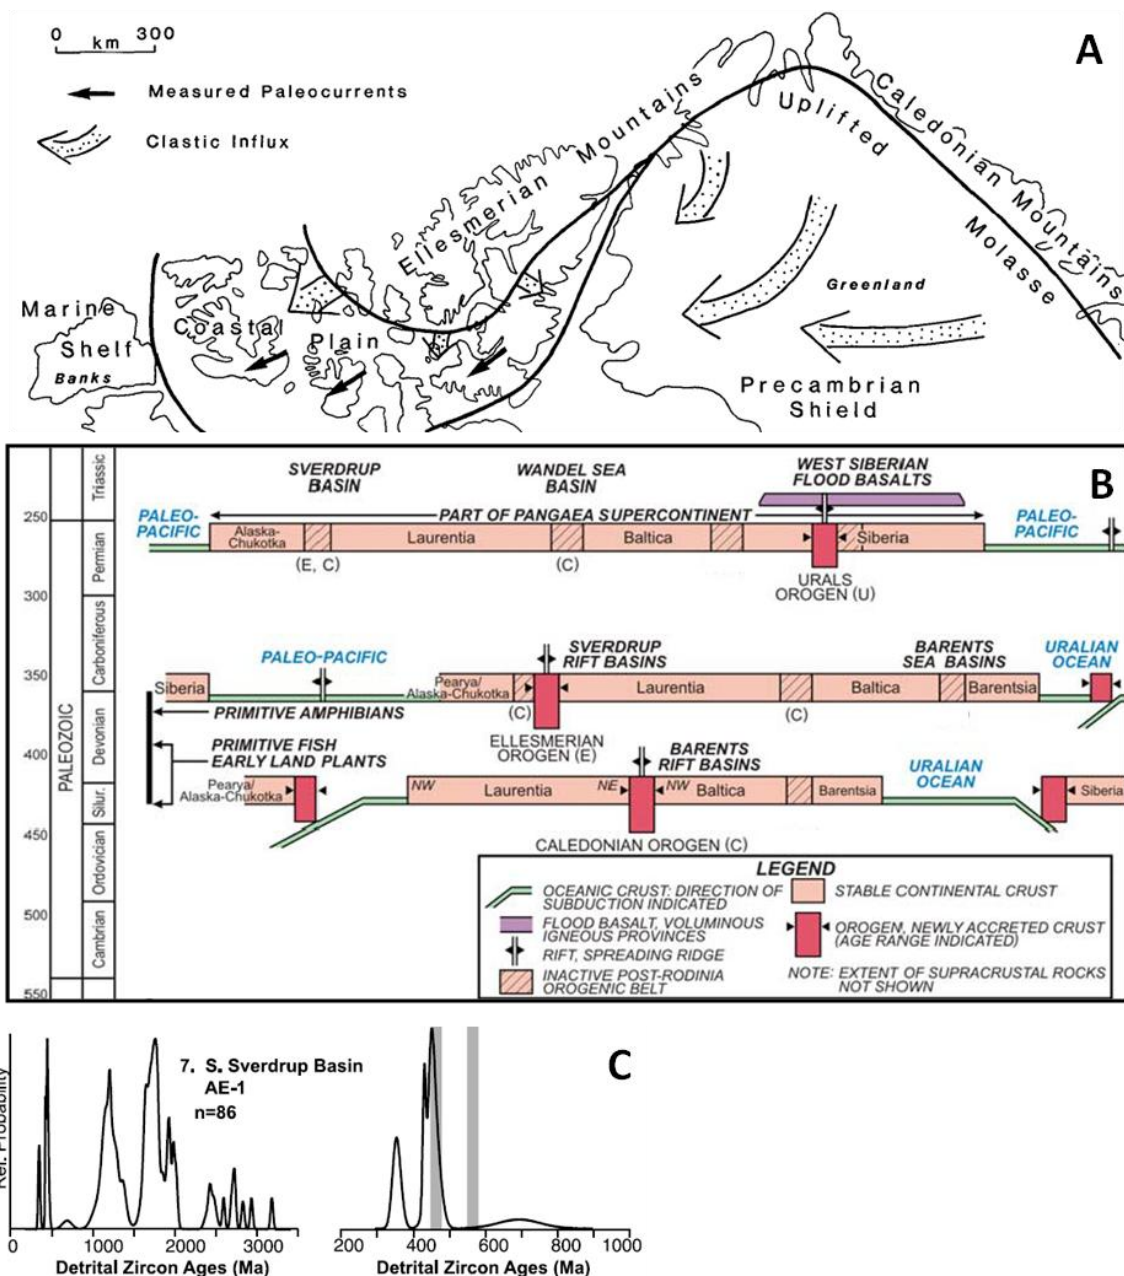 A
0 km 300
Measured Paleocurrents
Clastic Influx
Ellesmerian Mountains
Uplifted
Caledonian Mountains
Molasse
Greenland
Marine
Shelf
Banks
Coastal
Plain
Precambrian
Shield
B
SVERDRUP
BASIN
WANDEL SEA
BASIN
WEST SIBERIAN
FLOOD BASALTS
PALEO-
PACIFIC
PART OF PANGAEA SUPERCONTINENT
PALEO-
PACIFIC
Alaska-
Chukotka
Laurentia
Baltica
Siberia
(E, C)
(C)
URALS
OROGEN (U)
PALEO-PACIFIC
SVERDRUP
RIFT BASINS
BARENTS
SEA BASINS
URALIAN
OCEAN
Siberia
Pearya/
Alaska-Chukotka
Laurentia
Baltica
Barentsia
(C)
(C)
PRIMITIVE AMPHIBIANS
ELLESMERIAN
OROGEN (E)
PRIMITIVE FISH
EARLY LAND PLANTS
BARENTS
RIFT BASINS
URALIAN
OCEAN
Pearya/
Alaska-Chukotka
NW
Laurentia
NE
NW
Baltica
Barentsia
Siberia
CALEDONIAN OROGEN (C)
250
300
350
400
450
500
550
PALEOZOIC
Triassic
Permian
Carboniferous
Devonian
Silur.
Ordovician
Cambrian
LEGEND
OCEANIC CRUST: DIRECTION OF
SUBDUCTION INDICATED
FLOOD BASALT, VOLUMINOUS
IGNEOUS PROVINCES
RIFT, SPREADING RIDGE
INACTIVE POST-RODINIA
OROGENIC BELT
STABLE CONTINENTAL CRUST
OROGEN, NEWLY ACCRETED CRUST
(AGE RANGE INDICATED)
NOTE: EXTENT OF SUPRACRUSTAL ROCKS
NOT SHOWN
C
Rel. Probability
7. S. Sverdrup Basin
AE-1
n=86
0 1000 2000 3000
Detrital Zircon Ages (Ma)
200 400 600 800 1000
Detrital Zircon Ages (Ma)